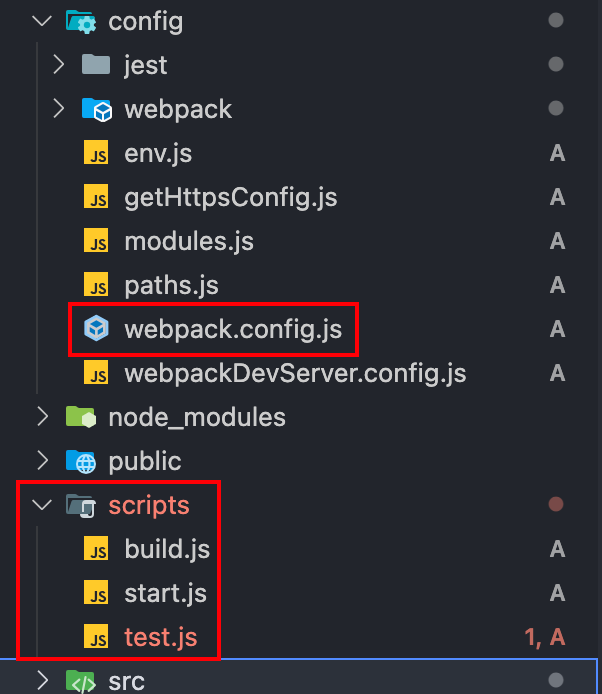 config
jest
webpack
JS env.js A
JS getHttpsConfig.js A
JS modules.js A
JS paths.js A
webpack.config.js A
JS webpackDevServer.config.js A
node_modules
public
scripts
JS build.js A
JS start.js A
JS test.js 1, A
src